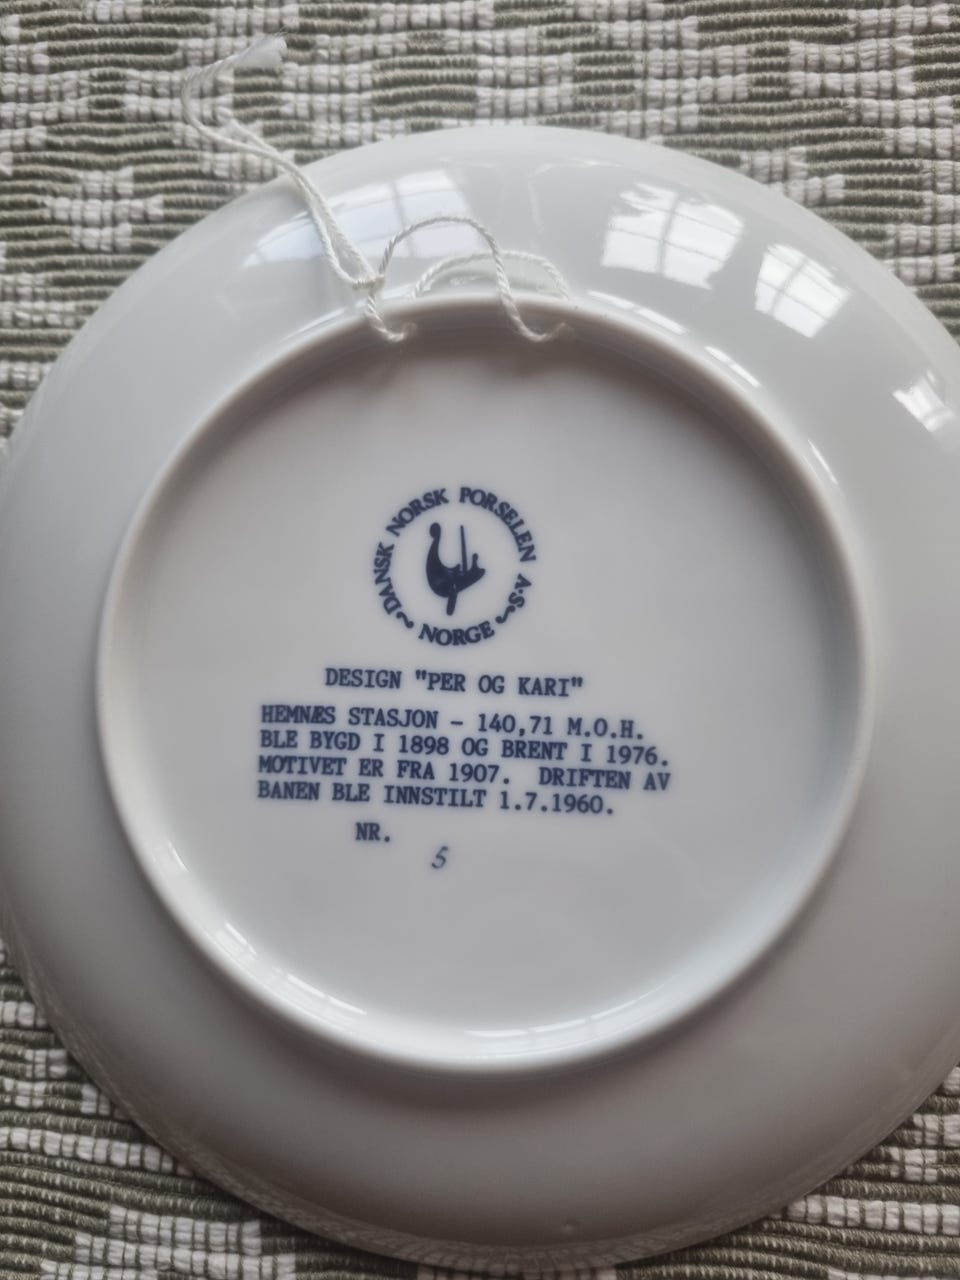 DANSK NORSK PORSELEN A.S
NORGE
DESIGN "PER OG KARI"
HEMNÆS STASJON - 140,71 M.O.H.
BLE BYGD I 1898 OG BRENT I 1976.
MOTIVET ER FRA 1907. DRIFTEN AV
BANEN BLE INNSTILT 1.7.1960.
NR.
5